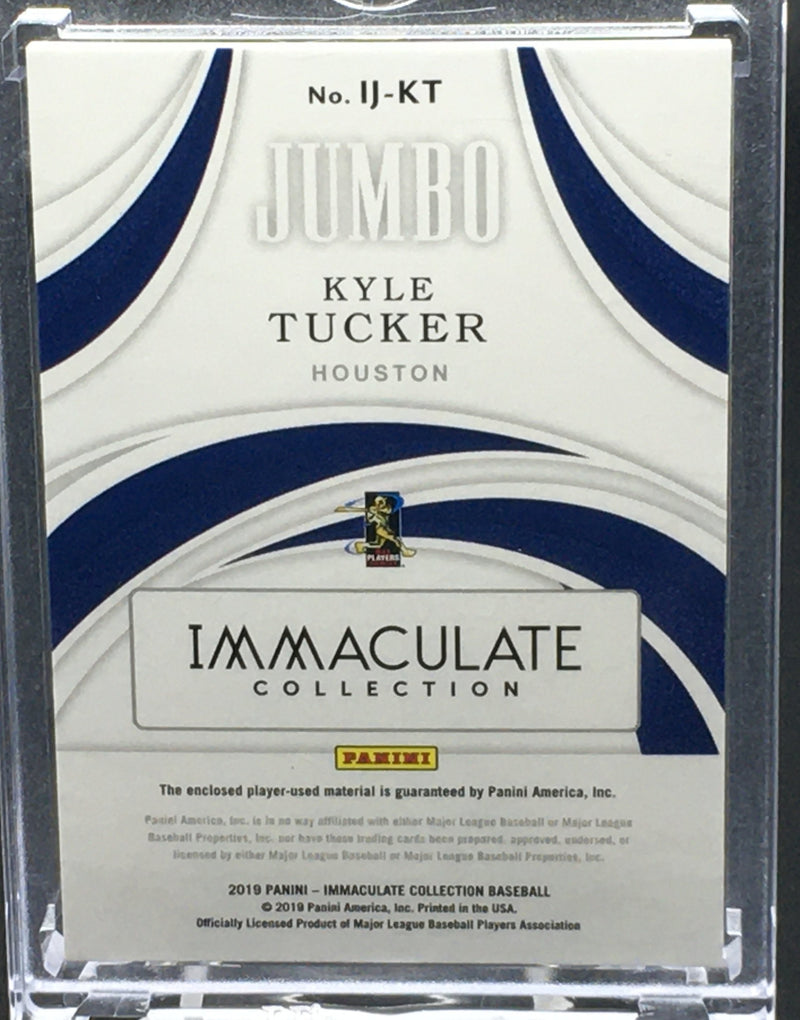 No. IJ-KT
JUMBO
KYLE
TUCKER
HOUSTON
PLAYERS
IMMACULATE
COLLECTION
PANINI
The enclosed player-used material is guaranteed by Panini America, Inc.
Panini America, Inc. is in no way affiliated with either Major League Baseball or Major League
Baseball Properties, Inc. nor have these trading cards been prepared, approved, endorsed, or
licensed by either Major League Baseball or Major League Baseball Properties, Inc.
2019 PANINI – IMMACULATE COLLECTION BASEBALL
© 2019 Panini America, Inc. Printed in the USA.
Officially Licensed Product of Major League Baseball Players Association